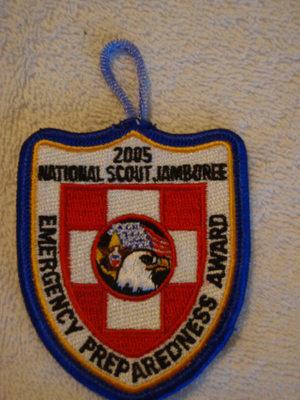 2005
NATIONAL SCOUT JAMBOREE
EMERGENCY PREPAREDNESS AWARD